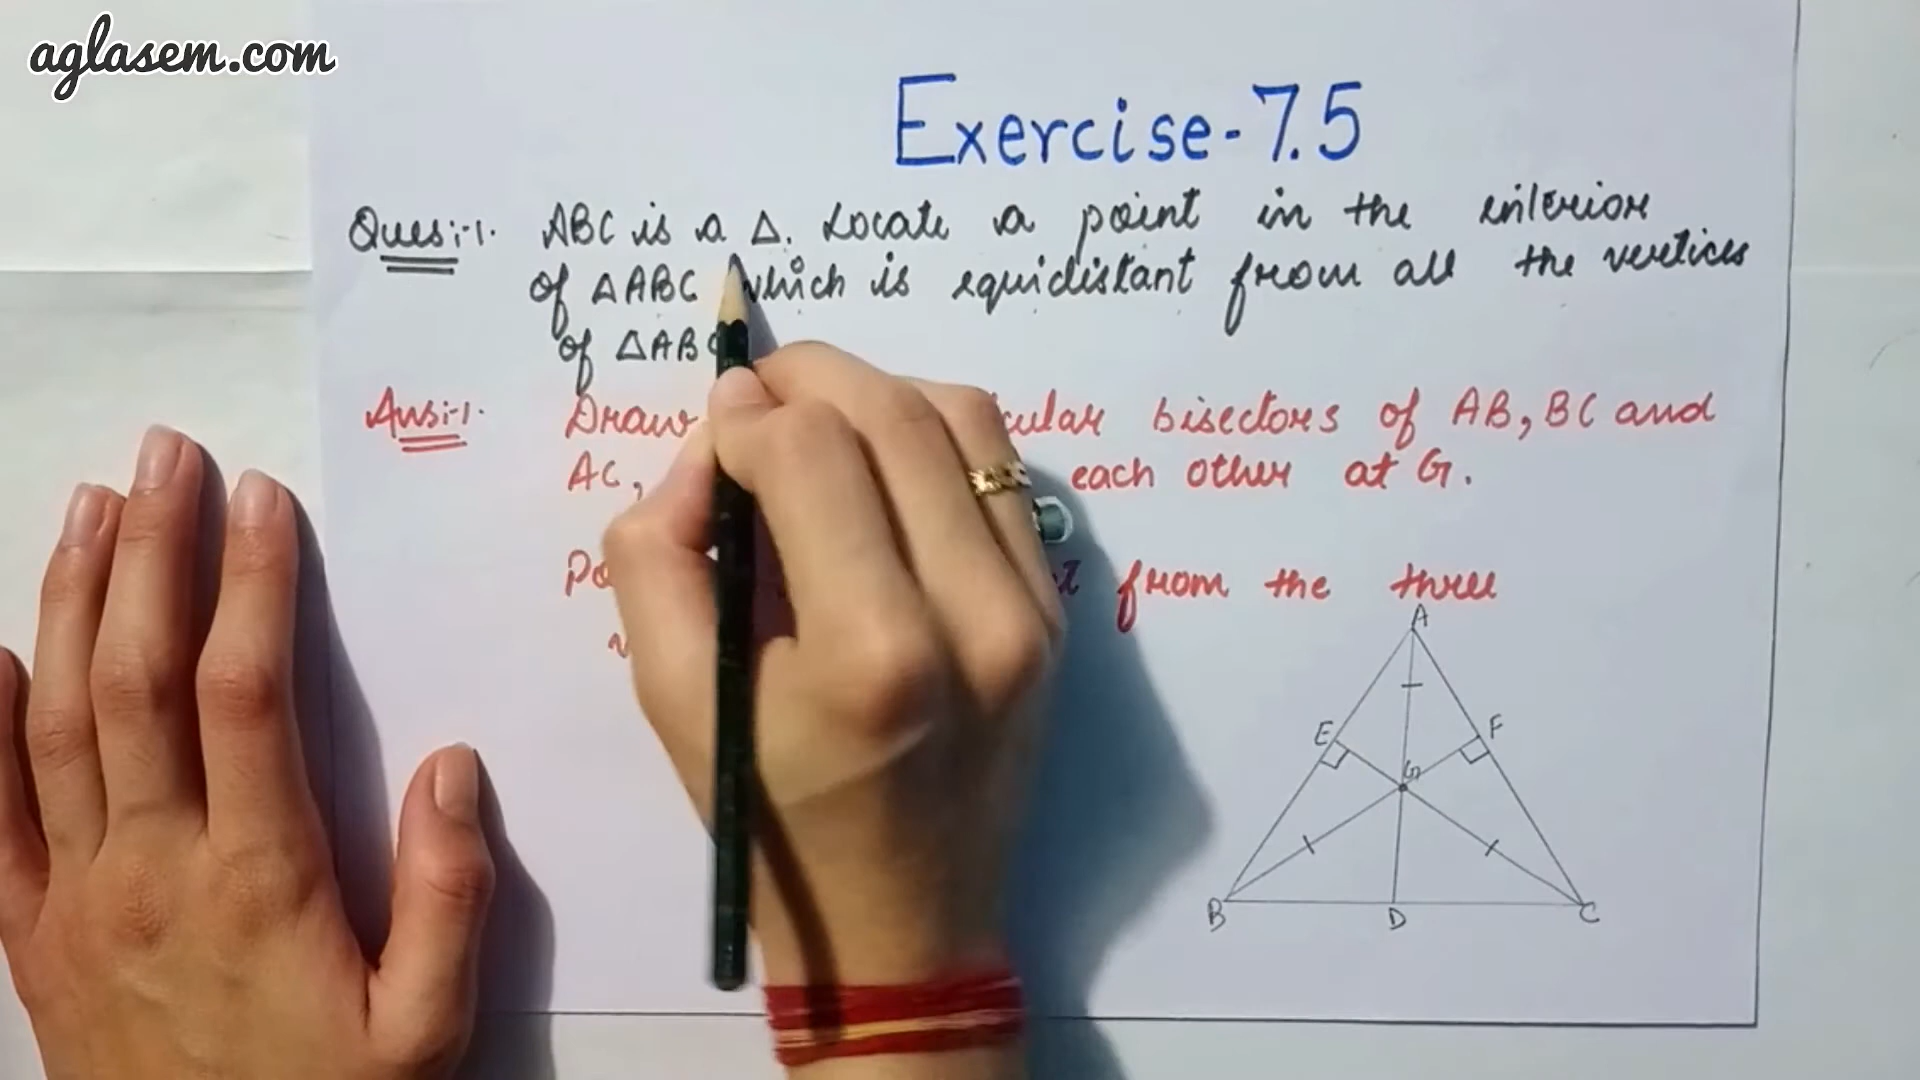 aglasem.com
Exercise-7.5
Ques:-1. ABC is a Δ. Locate a point in the interior
of ΔABC which is equidistant from all the vertices
of ΔABC
Ans:-1. Draw bisectors of AB, BC and
AC, each other at G.
from the three
A
E
F
G
B
D
C